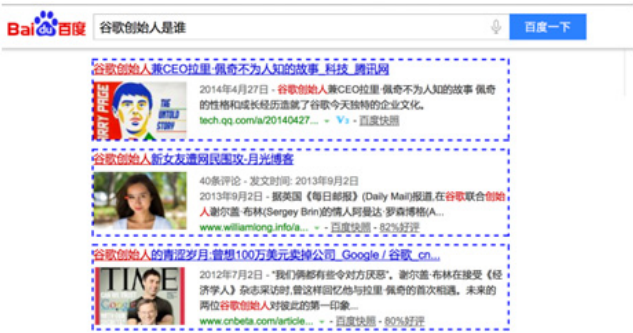 Bai du 百度
谷歌创始人是谁
百度一下
谷歌创始人兼CEO拉里·佩奇不为人知的故事_科技_腾讯网
LARRY PAGE
THE
UNTOLD
STORY
2014年4月27日 - 谷歌创始人兼CEO拉里·佩奇不为人知的故事 佩奇
的性格和成长经历造就了谷歌今天独特的企业文化。
tech.qq.com/a/20140427... - V3 - 百度快照
谷歌创始人新女友遭网民围攻-月光博客
40条评论 - 发文时间: 2013年9月2日
2013年9月2日 - 据英国《每日邮报》(Daily Mail)报道,在谷歌联合创始
人谢尔盖·布林(Sergey Brin)的情人阿曼达·罗森博格(A...
www.williamlong.info/a... - 百度快照 - 82%好评
谷歌创始人的青涩岁月:曾想100万美元卖掉公司_Google / 谷歌_cn...
TIME
Google
2012年7月2日 - “我们俩都有些令对方厌恶”。谢尔盖·布林在接受《经
济学人》杂志采访时,曾这样回忆他与拉里·佩奇的首次相遇。未来的
两位谷歌创始人对彼此的第一印象...
www.cnbeta.com/article... - 百度快照 - 80%好评